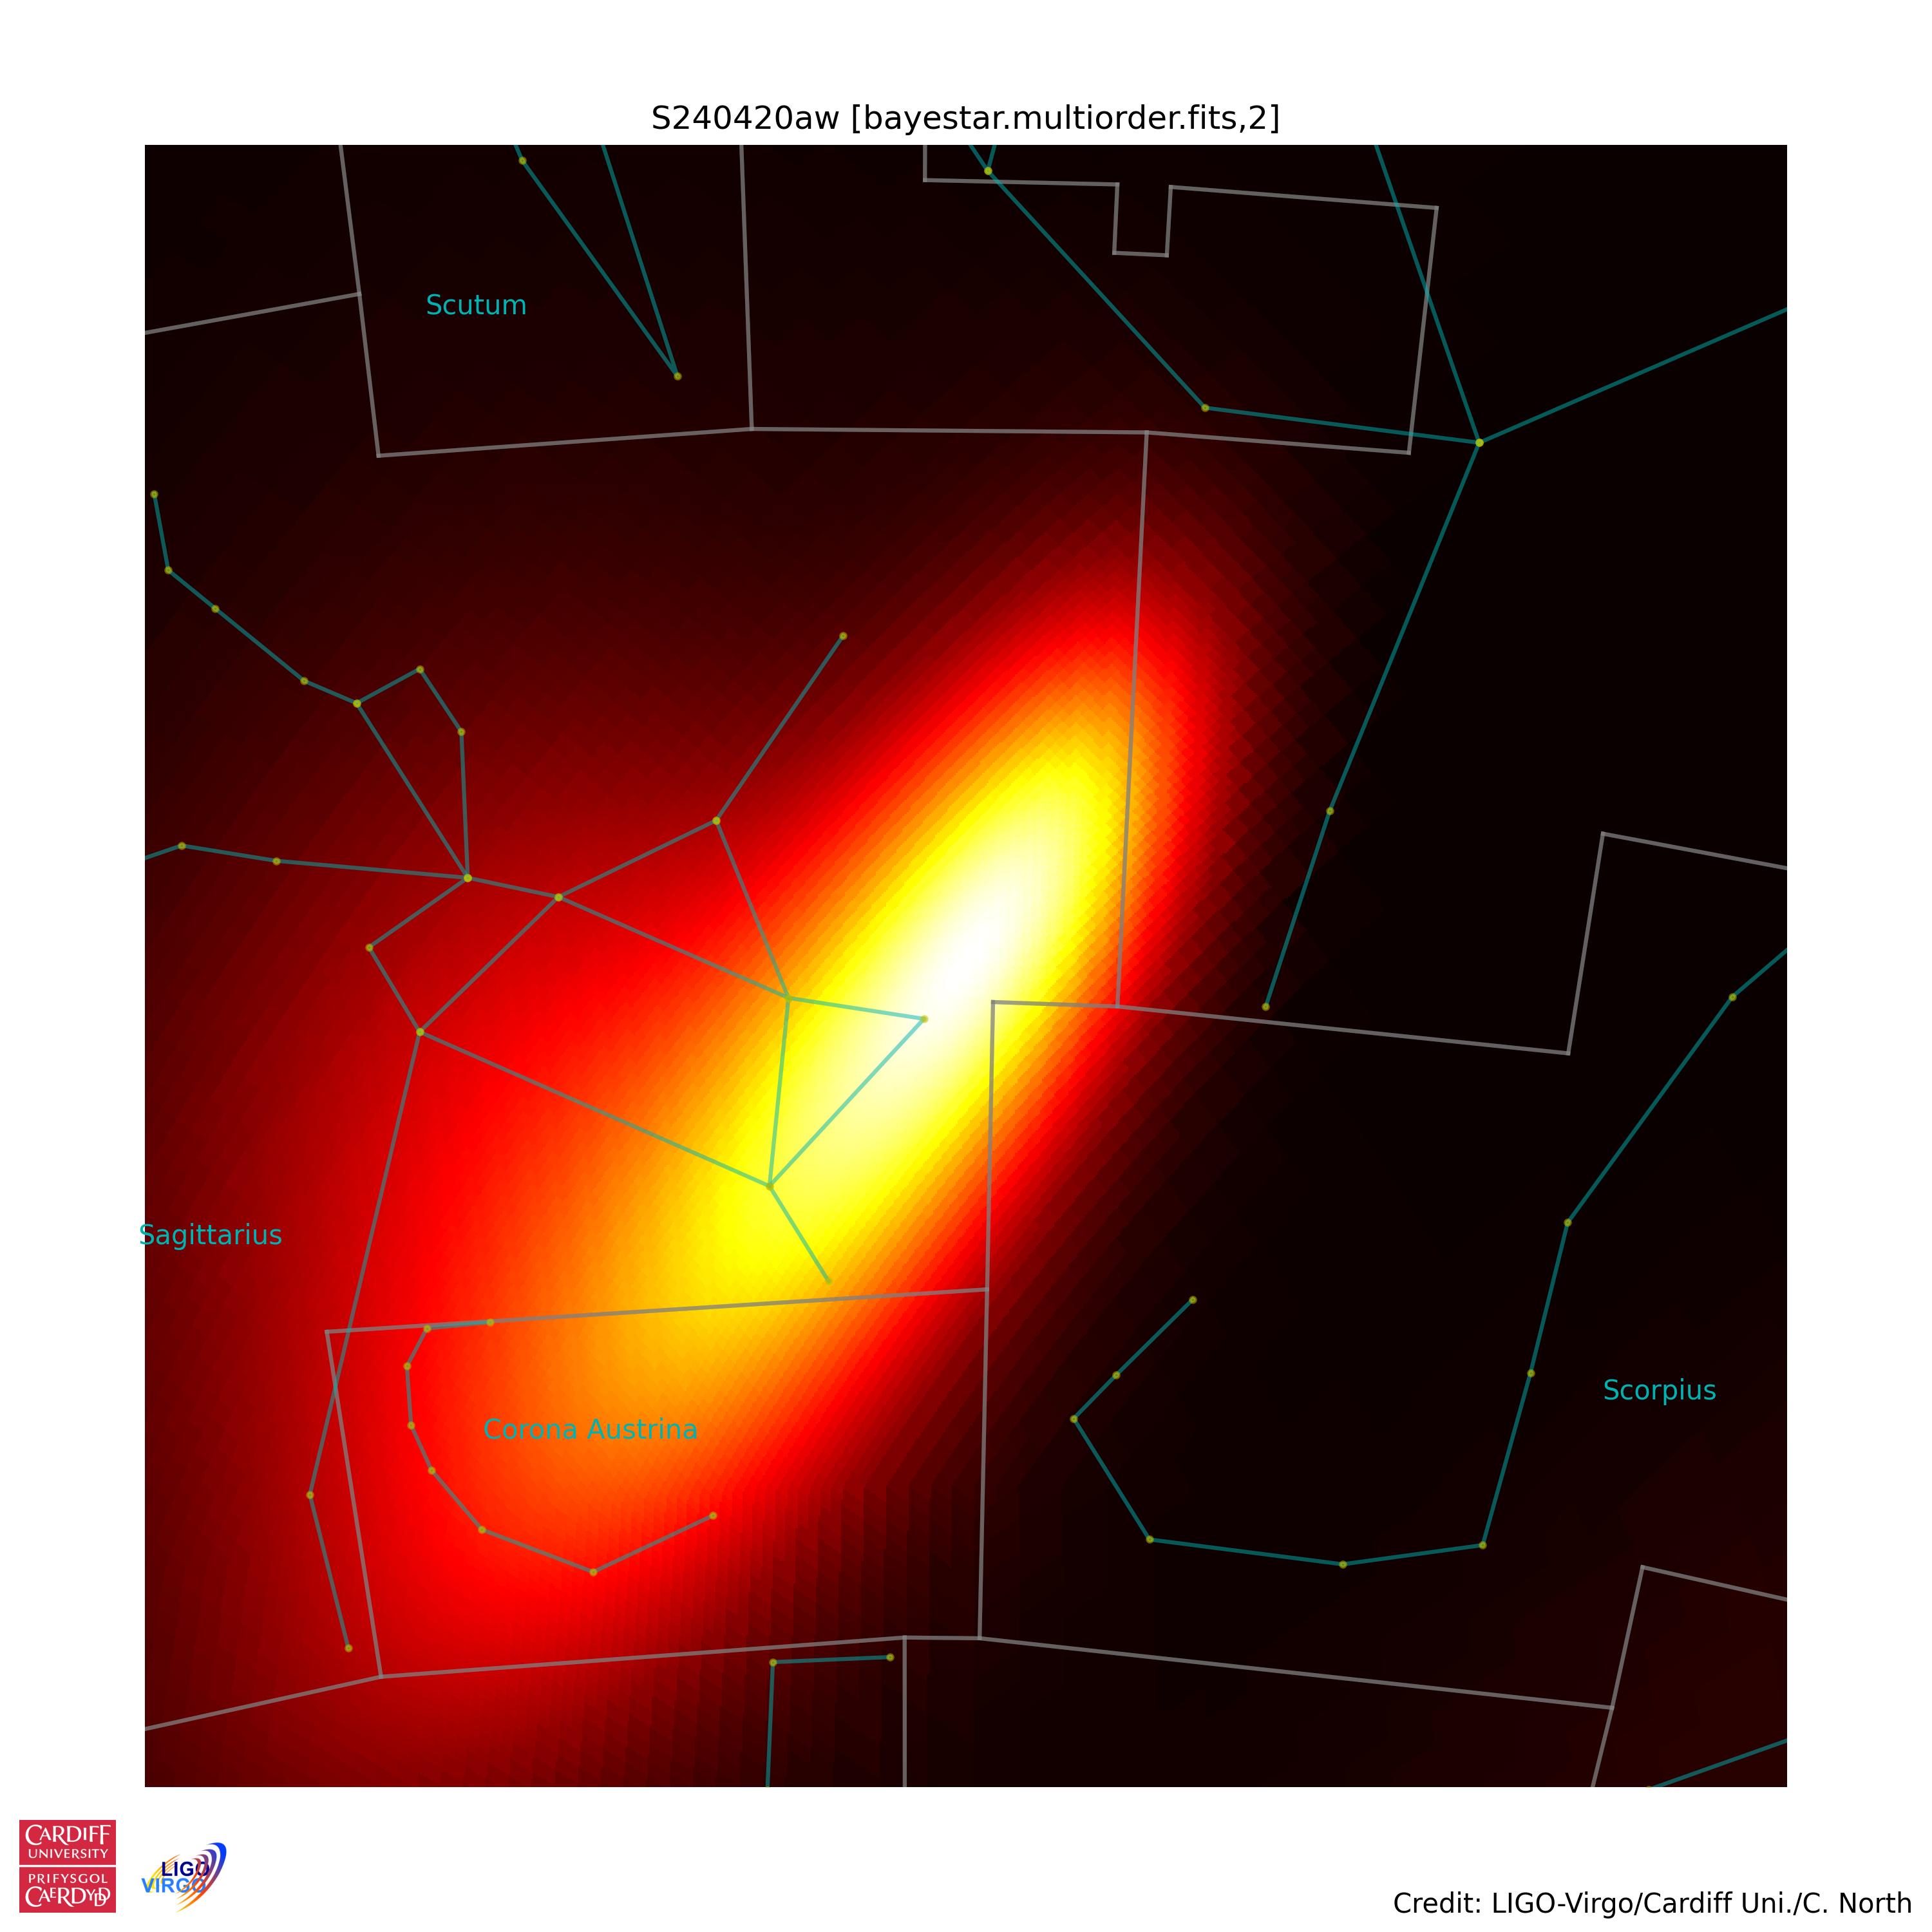 S240420aw [bayestar.multiorder.fits,2]
Scutum
Sagittarius
Scorpius
Corona Austrina
CARDIFF
UNIVERSITY
PRIFYSGOL
CAERDYDD
LIGO
VIRGO
Credit: LIGO-Virgo/Cardiff Uni./C. North